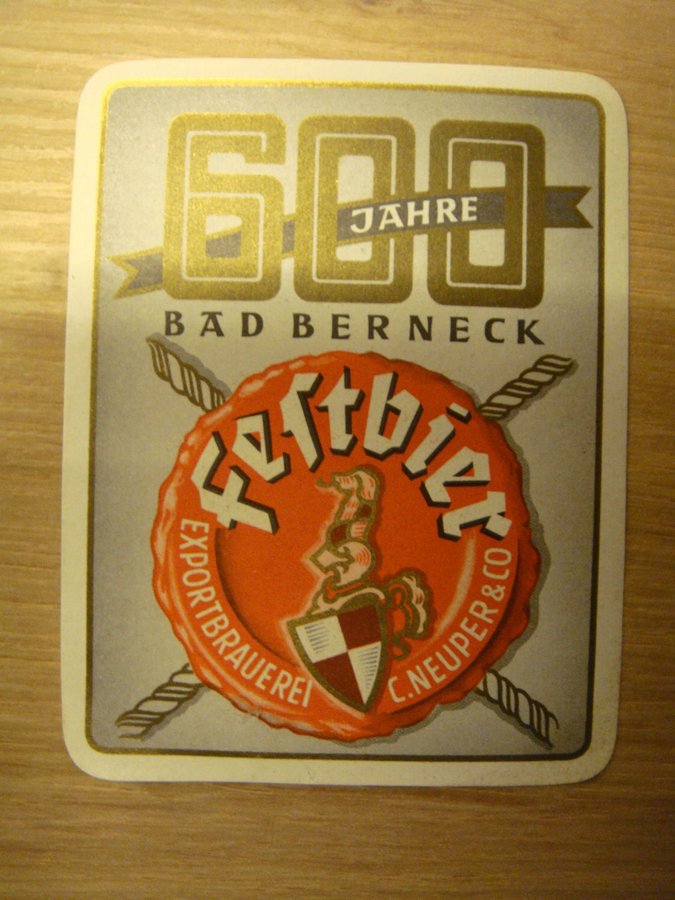 600
JAHRE
BAD BERNECK
Feſtbier
EXPORTBRAUEREI
C. NEUPER & CO